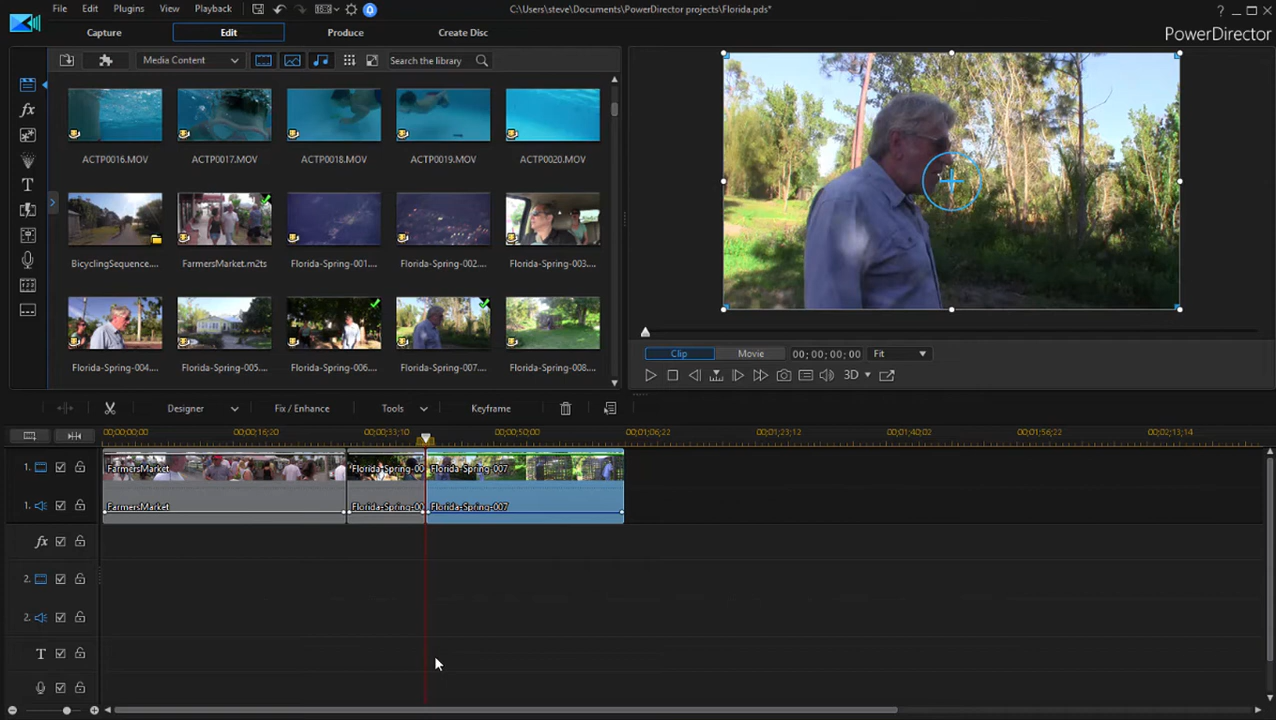 File Edit Plugins View Playback C:\Users\steve\Documents\PowerDirector projects\Florida.pds* ?
Capture Edit Produce Create Disc PowerDirector
Media Content Search the library
ACTP0016.MOV ACTP0017.MOV ACTP0018.MOV ACTP0019.MOV ACTP0020.MOV
BicyclingSequence.... FarmersMarket.m2ts Florida-Spring-001.... Florida-Spring-002.... Florida-Spring-003....
Florida-Spring-004.... Florida-Spring-005.... Florida-Spring-006.... Florida-Spring-007.... Florida-Spring-008....
Clip Movie 00; 00; 00; 00 Fit
3D
Designer Fix / Enhance Tools Keyframe
00;00;00;00 00;00;16;20 00;00;33;10 00;00;50;00 00;01;06;22 00;01;23;12 00;01;40;02 00;01;56;22 00;02;13;14
1. FarmersMarket Florida-Spring-00 Florida-Spring-007
1. FarmersMarket Florida-Spring-00 Florida-Spring-007
fx
2.
2.
T